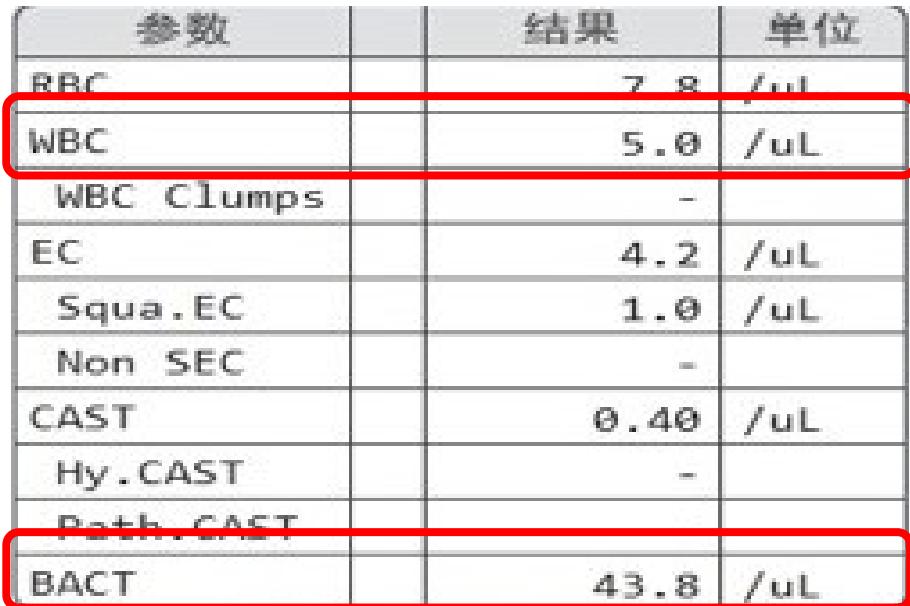 参数 结果 单位
RBC 7.8 /uL
WBC 5.0 /uL
WBC Clumps -
EC 4.2 /uL
Squa.EC 1.0 /uL
Non SEC -
CAST 0.40 /uL
Hy.CAST -
Path.CAST
BACT 43.8 /uL